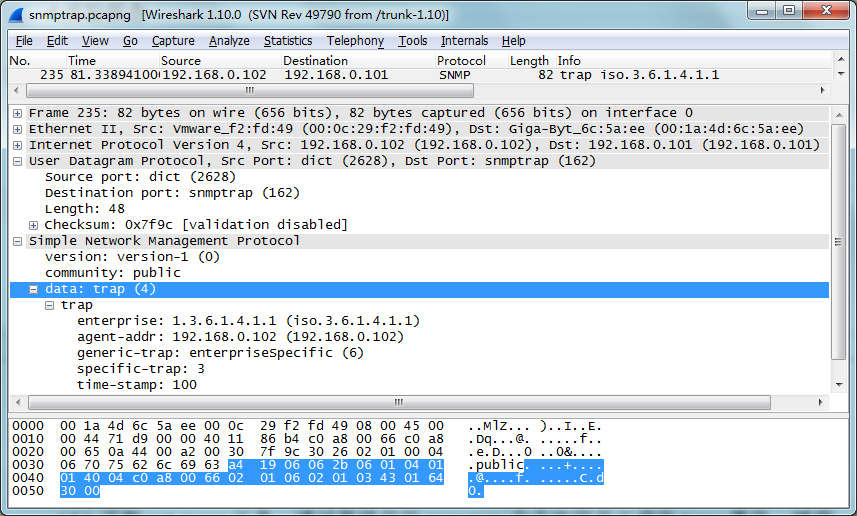 snmptrap.pcapng [Wireshark 1.10.0 (SVN Rev 49790 from /trunk-1.10)]
File Edit View Go Capture Analyze Statistics Telephony Tools Internals Help
No. Time Source Destination Protocol Length Info
235 81.338941000 192.168.0.102 192.168.0.101 SNMP 82 trap iso.3.6.1.4.1.1
Frame 235: 82 bytes on wire (656 bits), 82 bytes captured (656 bits) on interface 0
Ethernet II, Src: Vmware_f2:fd:49 (00:0c:29:f2:fd:49), Dst: Giga-Byt_6c:5a:ee (00:1a:4d:6c:5a:ee)
Internet Protocol Version 4, Src: 192.168.0.102 (192.168.0.102), Dst: 192.168.0.101 (192.168.0.101)
User Datagram Protocol, Src Port: dict (2628), Dst Port: snmptrap (162)
Source port: dict (2628)
Destination port: snmptrap (162)
Length: 48
Checksum: 0x7f9c [validation disabled]
Simple Network Management Protocol
version: version-1 (0)
community: public
data: trap (4)
trap
enterprise: 1.3.6.1.4.1.1 (iso.3.6.1.4.1.1)
agent-addr: 192.168.0.102 (192.168.0.102)
generic-trap: enterpriseSpecific (6)
specific-trap: 3
time-stamp: 100
0000 00 1a 4d 6c 5a ee 00 0c 29 f2 fd 49 08 00 45 00 ..MlZ... )..I..E.
0010 00 44 71 d9 00 00 40 11 86 b4 c0 a8 00 66 c0 a8 .Dq...@. .....f..
0020 00 65 0a 44 00 a2 00 30 7f 9c 30 26 02 01 00 04 .e.D...0 ..0&....
0030 06 70 75 62 6c 69 63 a4 19 06 06 2b 06 01 04 01 .public. ...+....
0040 01 40 04 c0 a8 00 66 02 01 06 02 01 03 43 01 64 .@....f. .....C.d
0050 30 00 0.